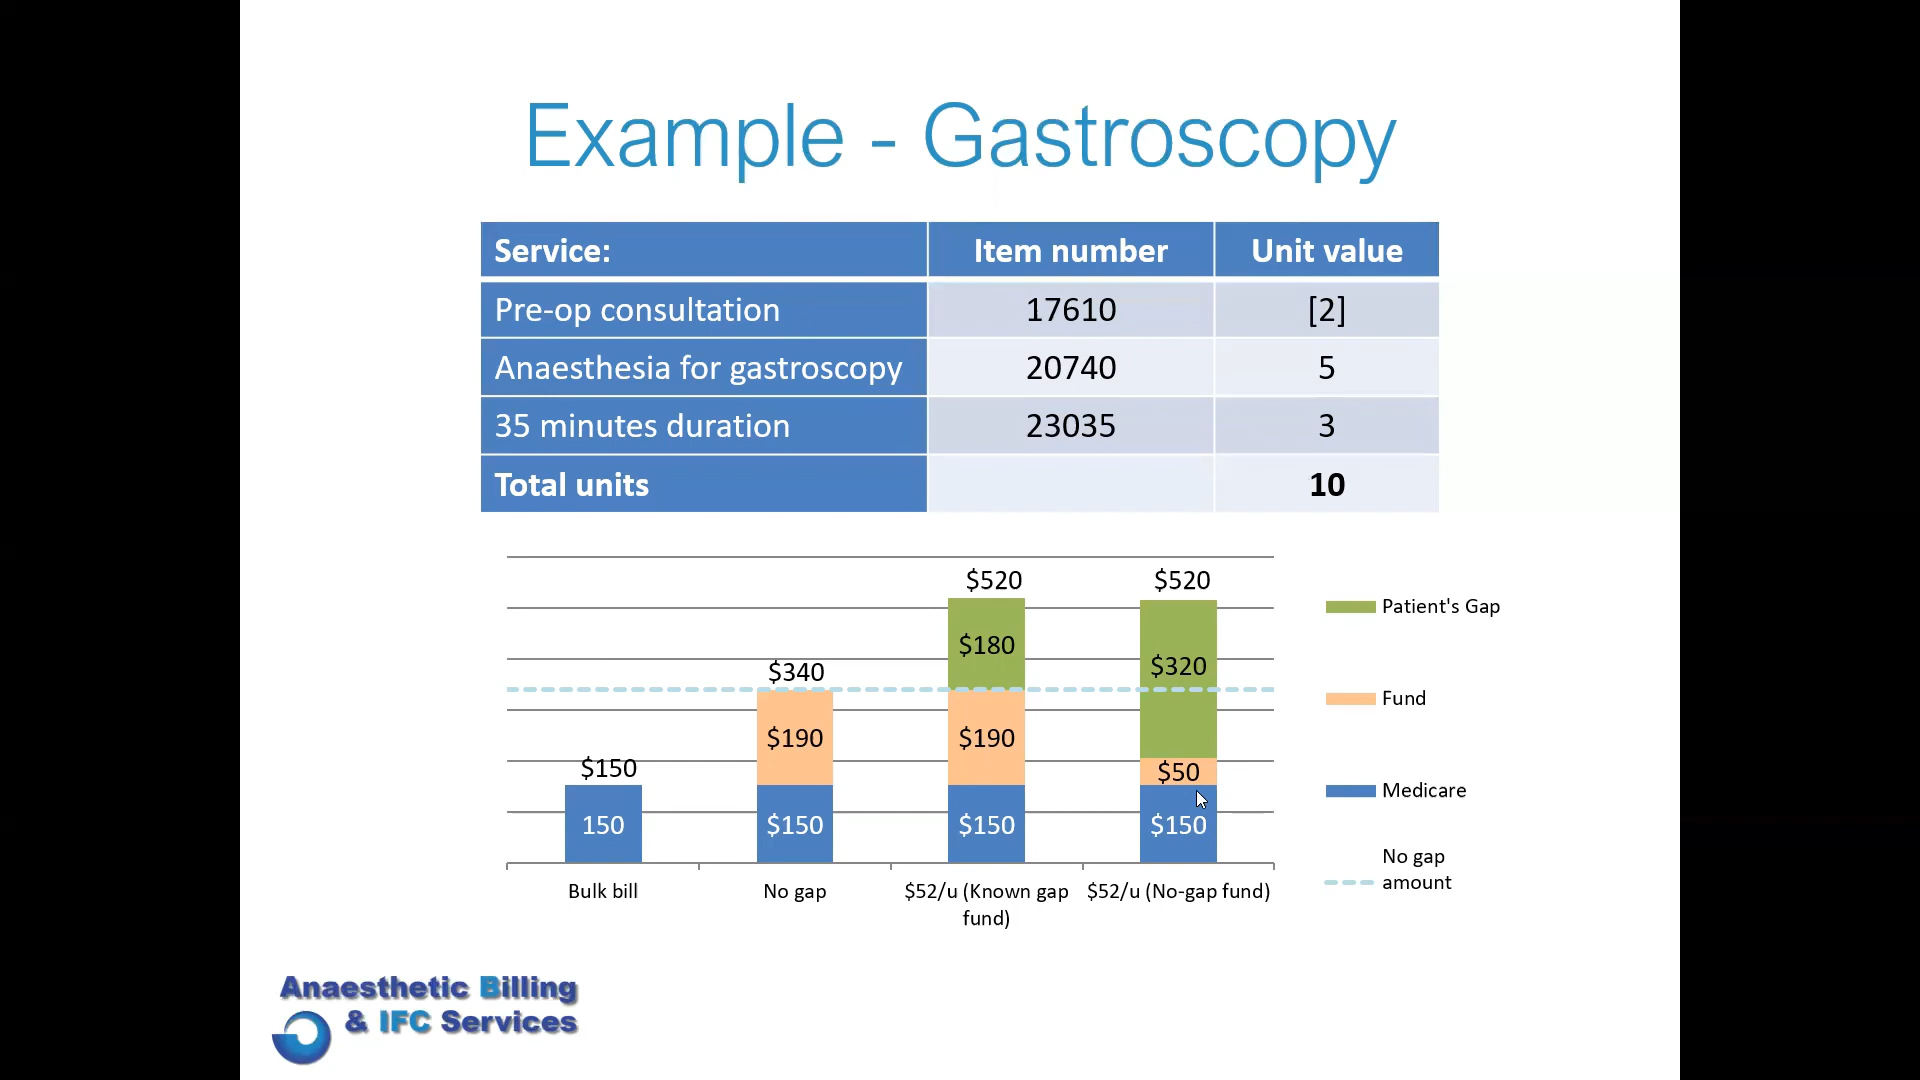 Example - Gastroscopy
Service: Item number Unit value
Pre-op consultation 17610 [2]
Anaesthesia for gastroscopy 20740 5
35 minutes duration 23035 3
Total units 10
$520 $520
$180
$340
$320
$190 $190
$150
$50
150 $150 $150 $150
Bulk bill No gap $52/u (Known gap $52/u (No-gap fund)
fund)
Patient's Gap
Fund
Medicare
No gap
amount
Anaesthetic Billing
& IFC Services